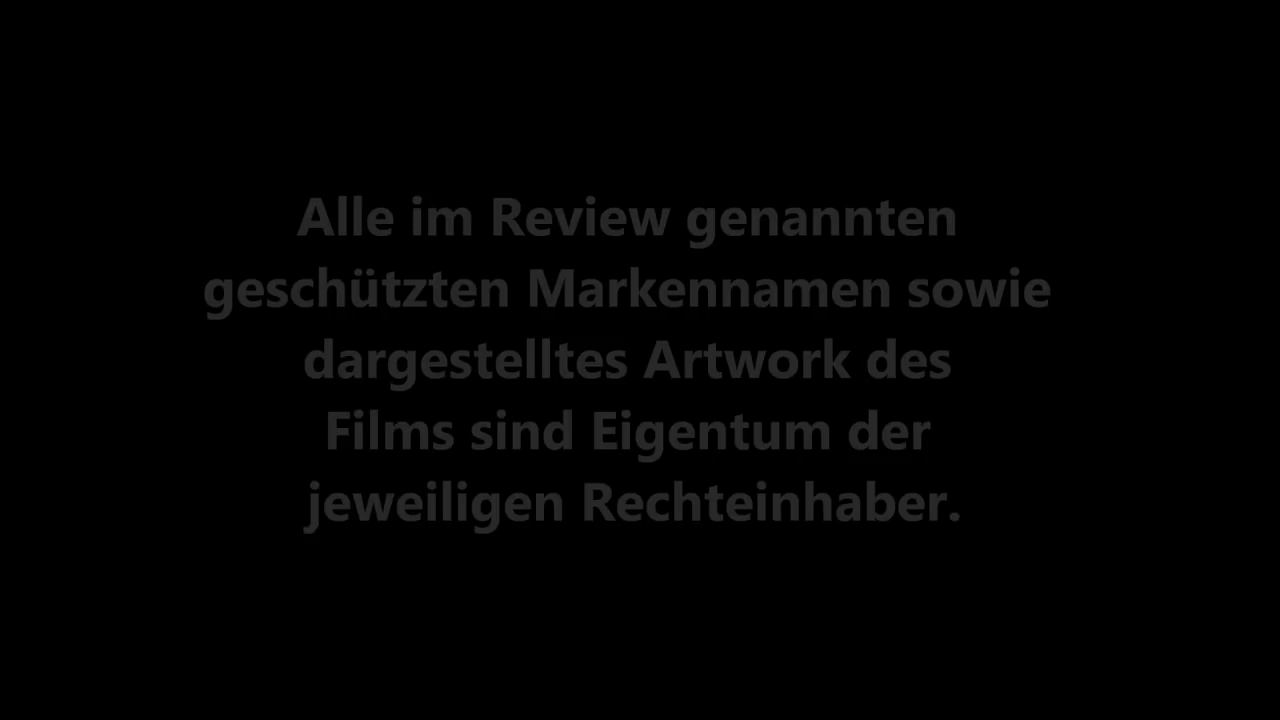 Alle im Review genannten
geschützten Markennamen sowie
dargestelltes Artwork des
Films sind Eigentum der
jeweiligen Rechteinhaber.